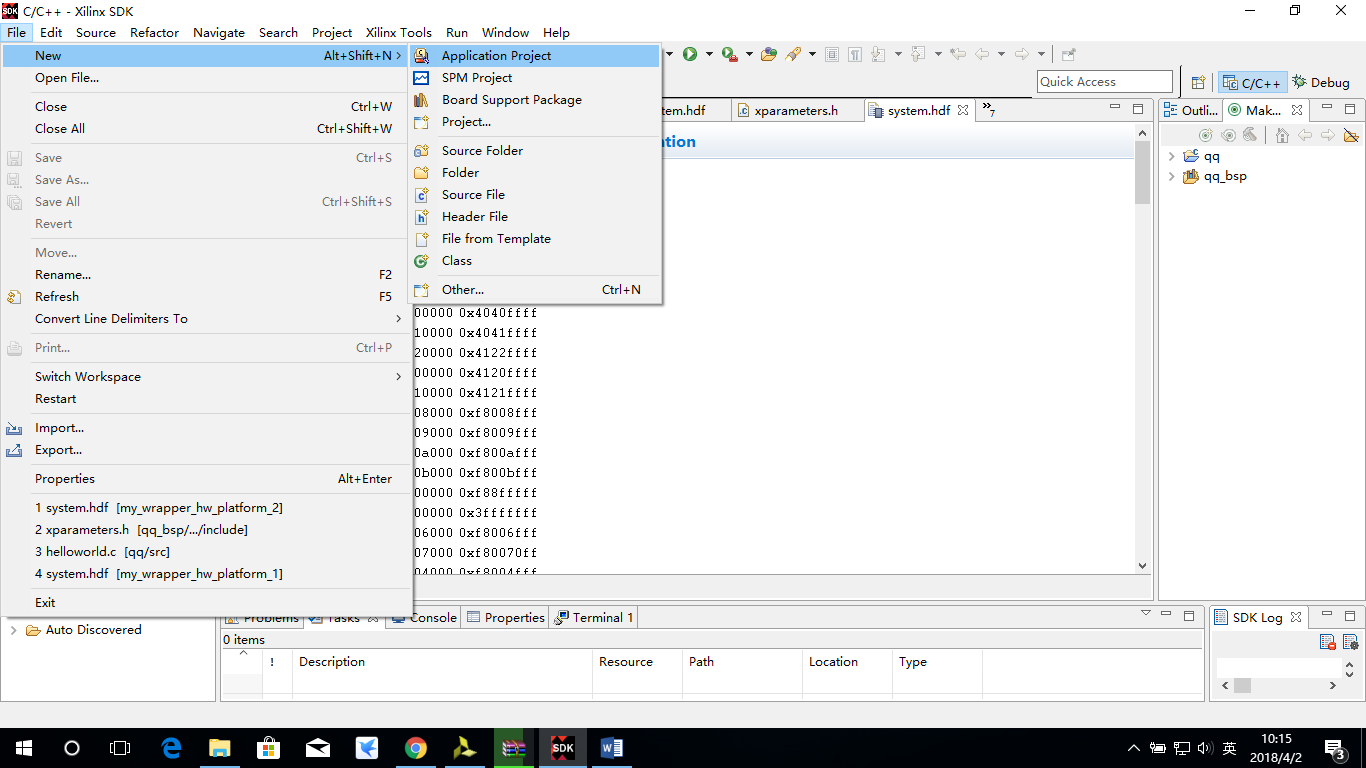 C/C++ - Xilinx SDK
File Edit Source Refactor Navigate Search Project Xilinx Tools Run Window Help
New Alt+Shift+N
Open File...
Close Ctrl+W
Close All Ctrl+Shift+W
Save Ctrl+S
Save As...
Save All Ctrl+Shift+S
Revert
Move...
Rename... F2
Refresh F5
Convert Line Delimiters To
Print... Ctrl+P
Switch Workspace
Restart
Import...
Export...
Properties Alt+Enter
1 system.hdf [my_wrapper_hw_platform_2]
2 xparameters.h [qq_bsp/.../include]
3 helloworld.c [qq/src]
4 system.hdf [my_wrapper_hw_platform_1]
Exit
Application Project
SPM Project
Board Support Package
Project...
Source Folder
Folder
Source File
Header File
File from Template
Class
Other... Ctrl+N
Quick Access
C/C++
Debug
tem.hdf
xparameters.h
system.hdf
7
Outli...
Mak...
ation
qq
qq_bsp
00000 0x4040ffff
10000 0x4041ffff
20000 0x4122ffff
00000 0x4120ffff
10000 0x4121ffff
08000 0xf8008fff
09000 0xf8009fff
0a000 0xf800afff
0b000 0xf800bfff
00000 0xf88fffff
00000 0x3fffffff
06000 0xf8006fff
07000 0xf80070ff
04000 0xf8004fff
Auto Discovered
Problems
Tasks
Console
Properties
Terminal 1
0 items
! Description Resource Path Location Type
SDK Log
SDK
英
10:15
2018/4/2
3